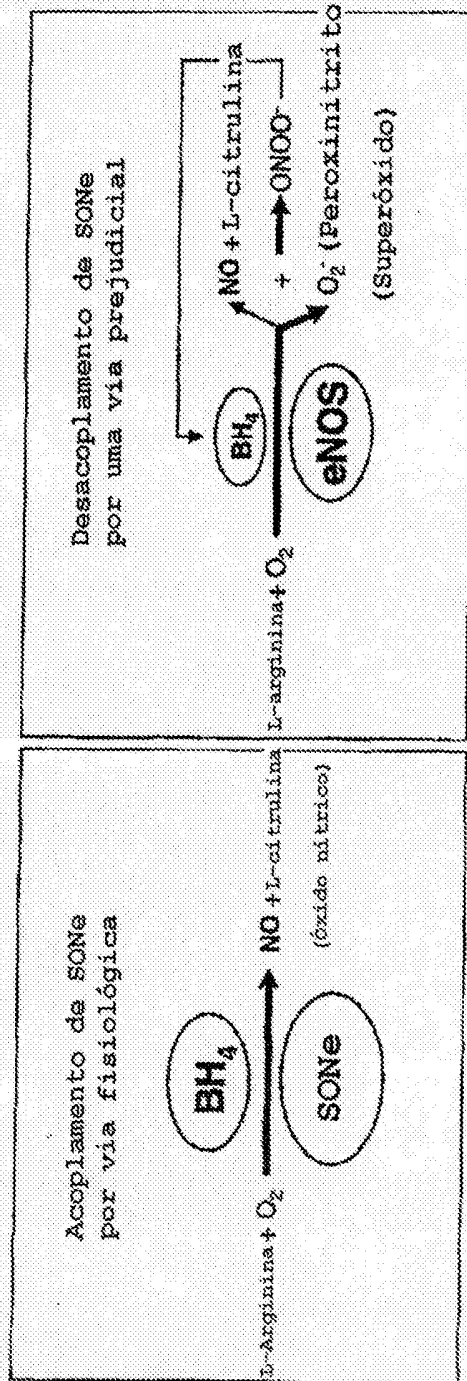 Acoplamento de SONe
por via fisiológica
BH4
L-Arginina + O2
NO +L-citrulina
(Óxido nítrico)
SONe
Desacoplamento de SONe
por uma via prejudicial
BH4
NO + L-citrulina
L-arginina+ O2
+
ONOO-
eNOS
O2- (Peroxinitrito
(Superóxido)